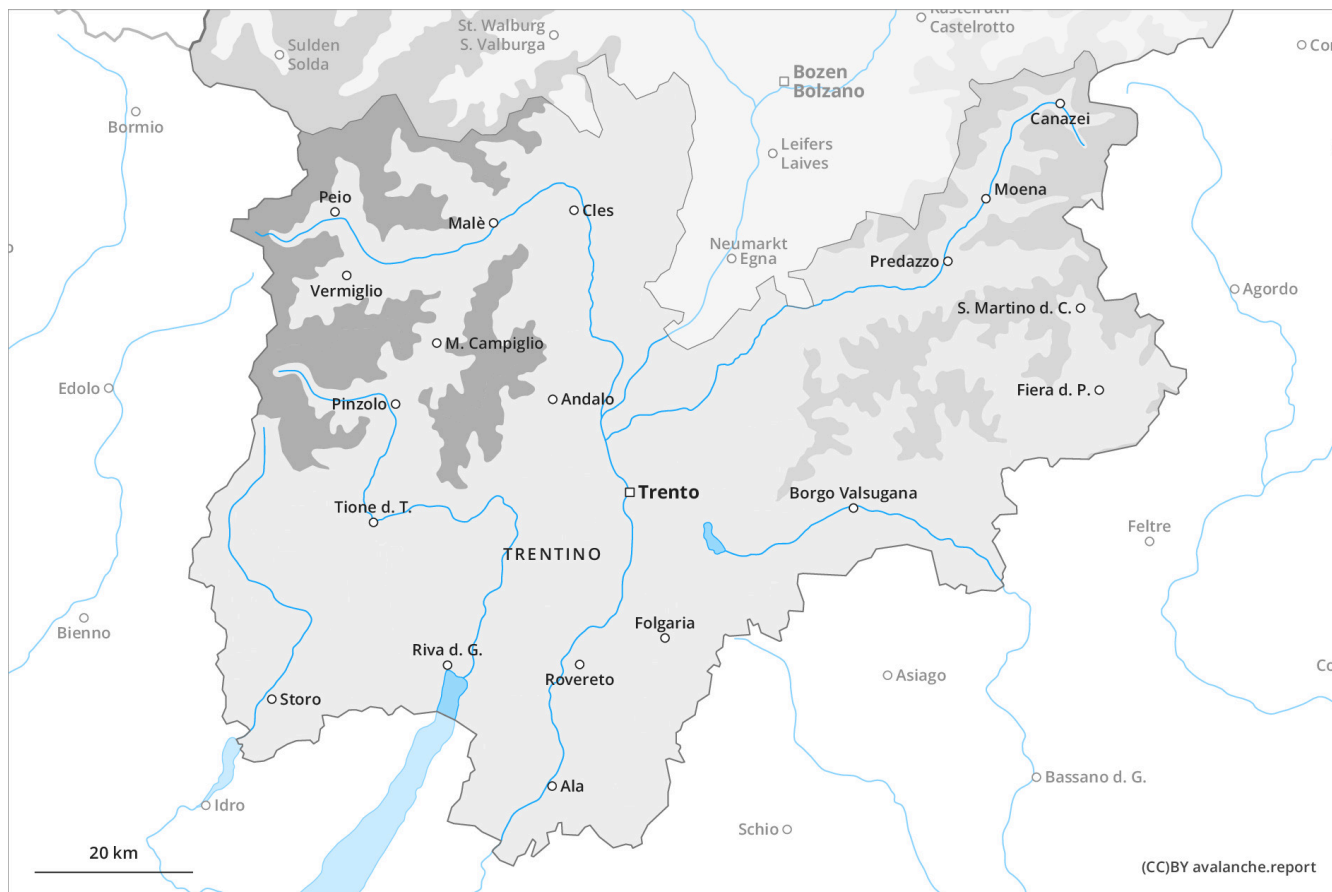 St. Walburg
S. Valburga
Castelrotto
Sulden
Solda
Bozen
Bolzano
Bormio
Canazei
Leifers
Laives
Peio
Malè
Cles
Moena
Neumarkt
Egna
Predazzo
Vermiglio
Agordo
S. Martino d. C.
M. Campiglio
Edolo
Pinzolo
Andalo
Fiera d. P.
Trento
Borgo Valsugana
Tione d. T.
Feltre
TRENTINO
Bienno
Folgaria
Riva d. G.
Rovereto
Asiago
Storo
Ala
Bassano d. G.
Idro
Schio
20 km
(CC)BY avalanche.report